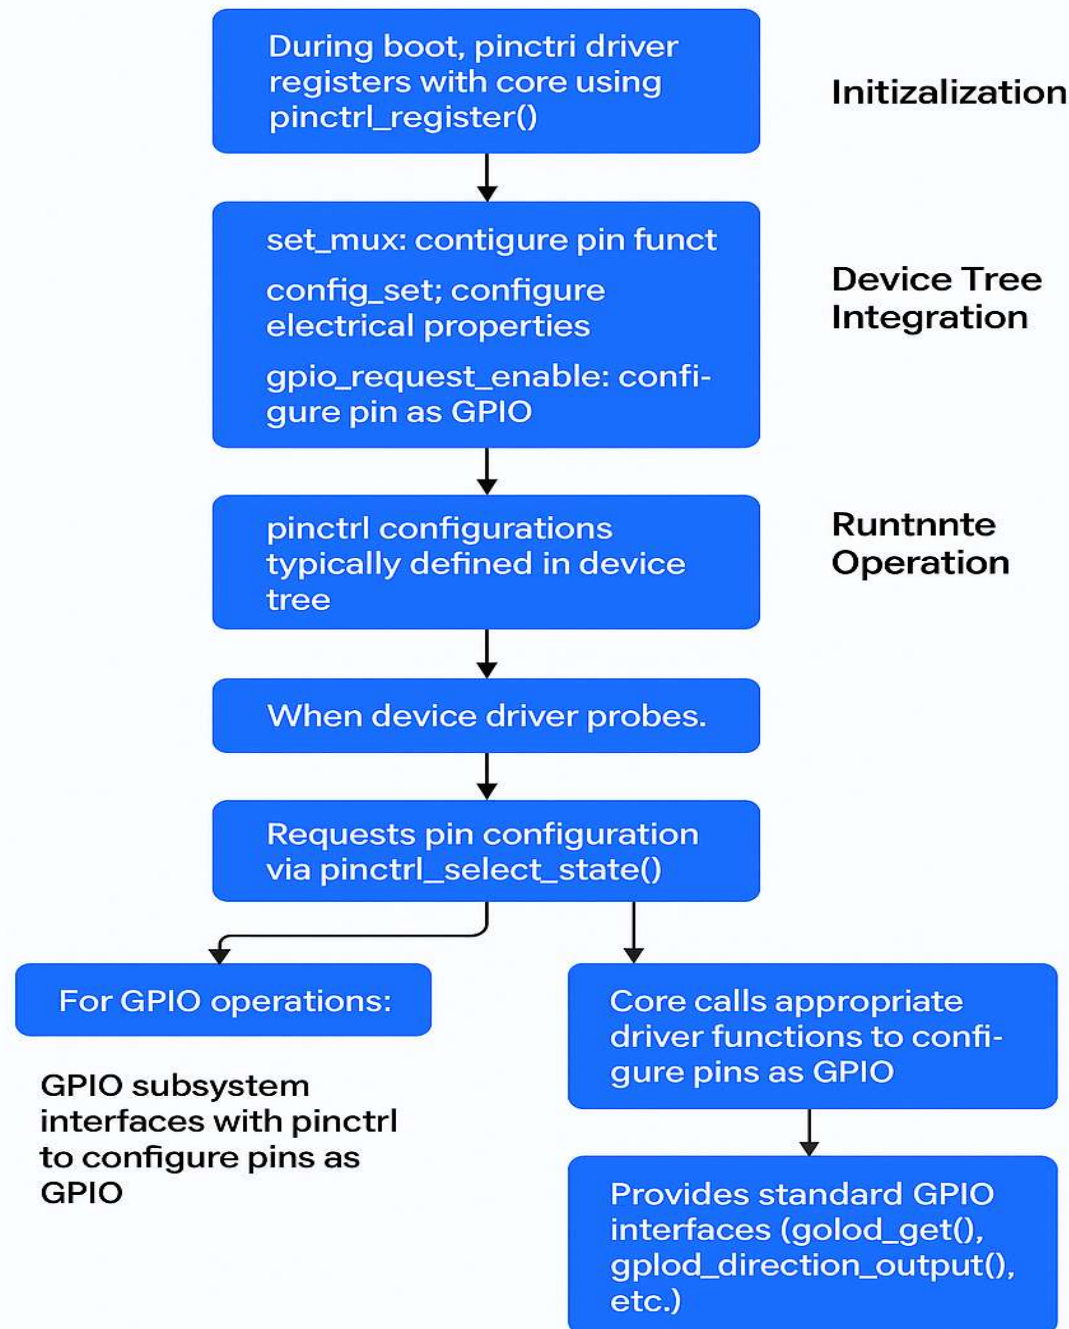 During boot, pinctri driver
registers with core using
pinctrl_register()
Initizalization
set_mux: contigure pin funct
config_set; configure
electrical properties
gpio_request_enable: confi-
gure pin as GPIO
Device Tree
Integration
pinctrl configurations
typically defined in device
tree
Runtnnte
Operation
When device driver probes.
Requests pin configuration
via pinctrl_select_state()
For GPIO operations:
GPIO subsystem
interfaces with pinctrl
to configure pins as
GPIO
Core calls appropriate
driver functions to confi-
gure pins as GPIO
Provides standard GPIO
interfaces (golod_get(),
gplod_direction_output(),
etc.)